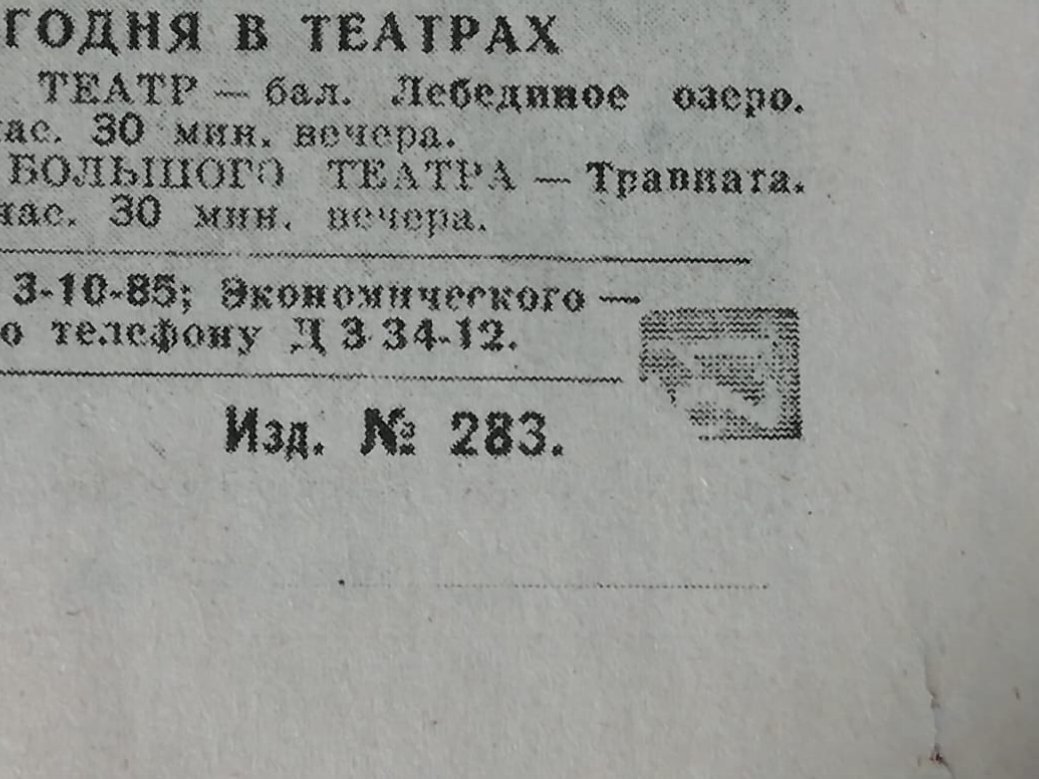 ГОДНЯ В ТЕАТРАХ
ТЕАТР — бал. Лебединое озеро.
час. 30 мин. вечера.
БОЛЬШОГО ТЕАТРА — Травиата.
час. 30 мин. вечера.
3-10-85; Экономического —
о телефону Д 3-34-12.
Изд. № 283.